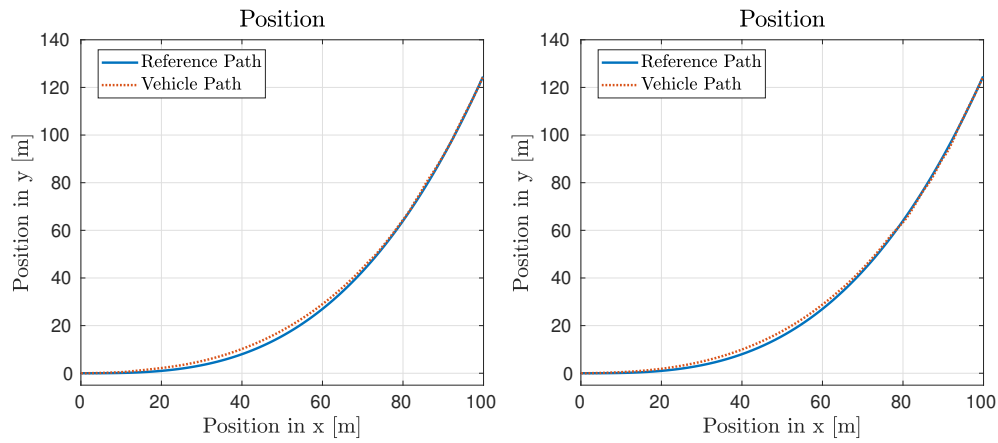 Position
Reference Path
Vehicle Path
140
120
100
80
60
40
20
0
Position in y [m]
0 20 40 60 80 100
Position in x [m]
Position
Reference Path
Vehicle Path
140
120
100
80
60
40
20
0
Position in y [m]
0 20 40 60 80 100
Position in x [m]